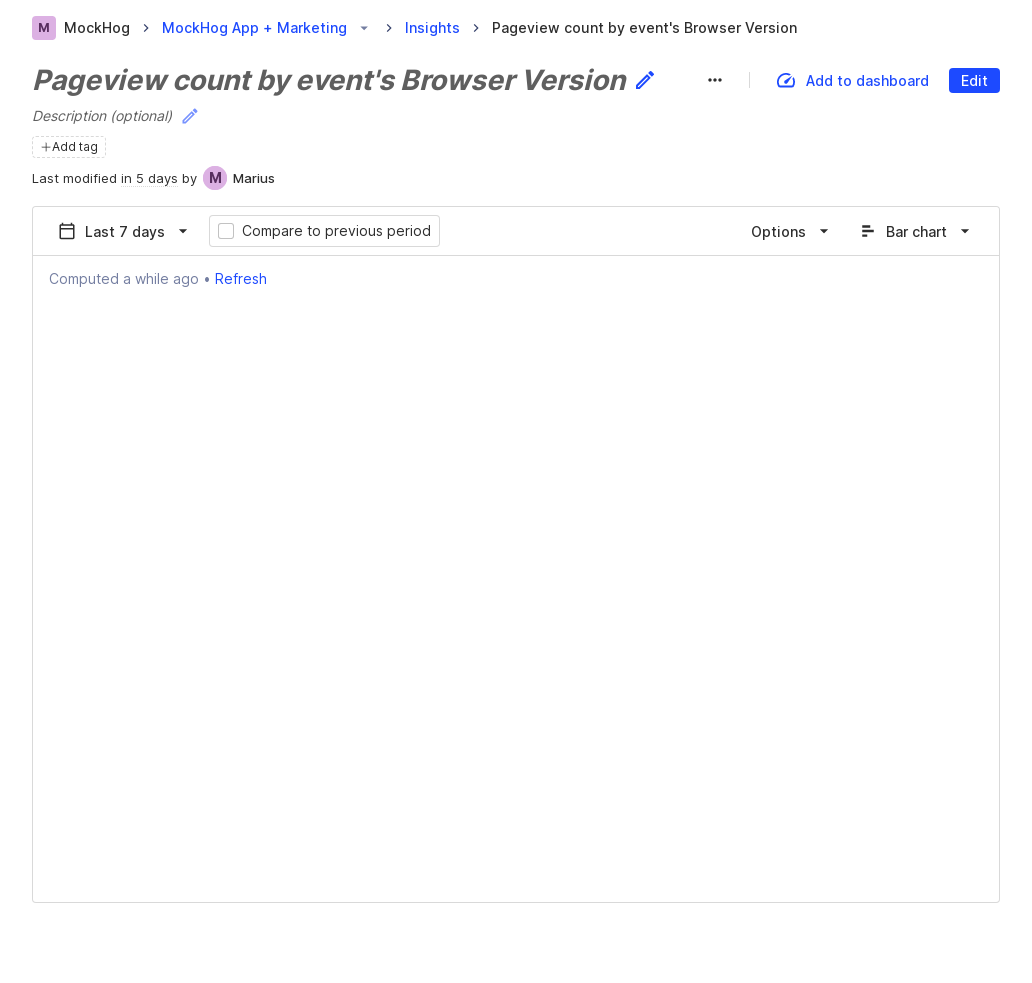 M MockHog MockHog App + Marketing Insights Pageview count by event's Browser Version
Pageview count by event's Browser Version Add to dashboard Edit
Description (optional)
Add tag
Last modified in 5 days by M Marius
Last 7 days Compare to previous period Options Bar chart
Computed a while ago • Refresh